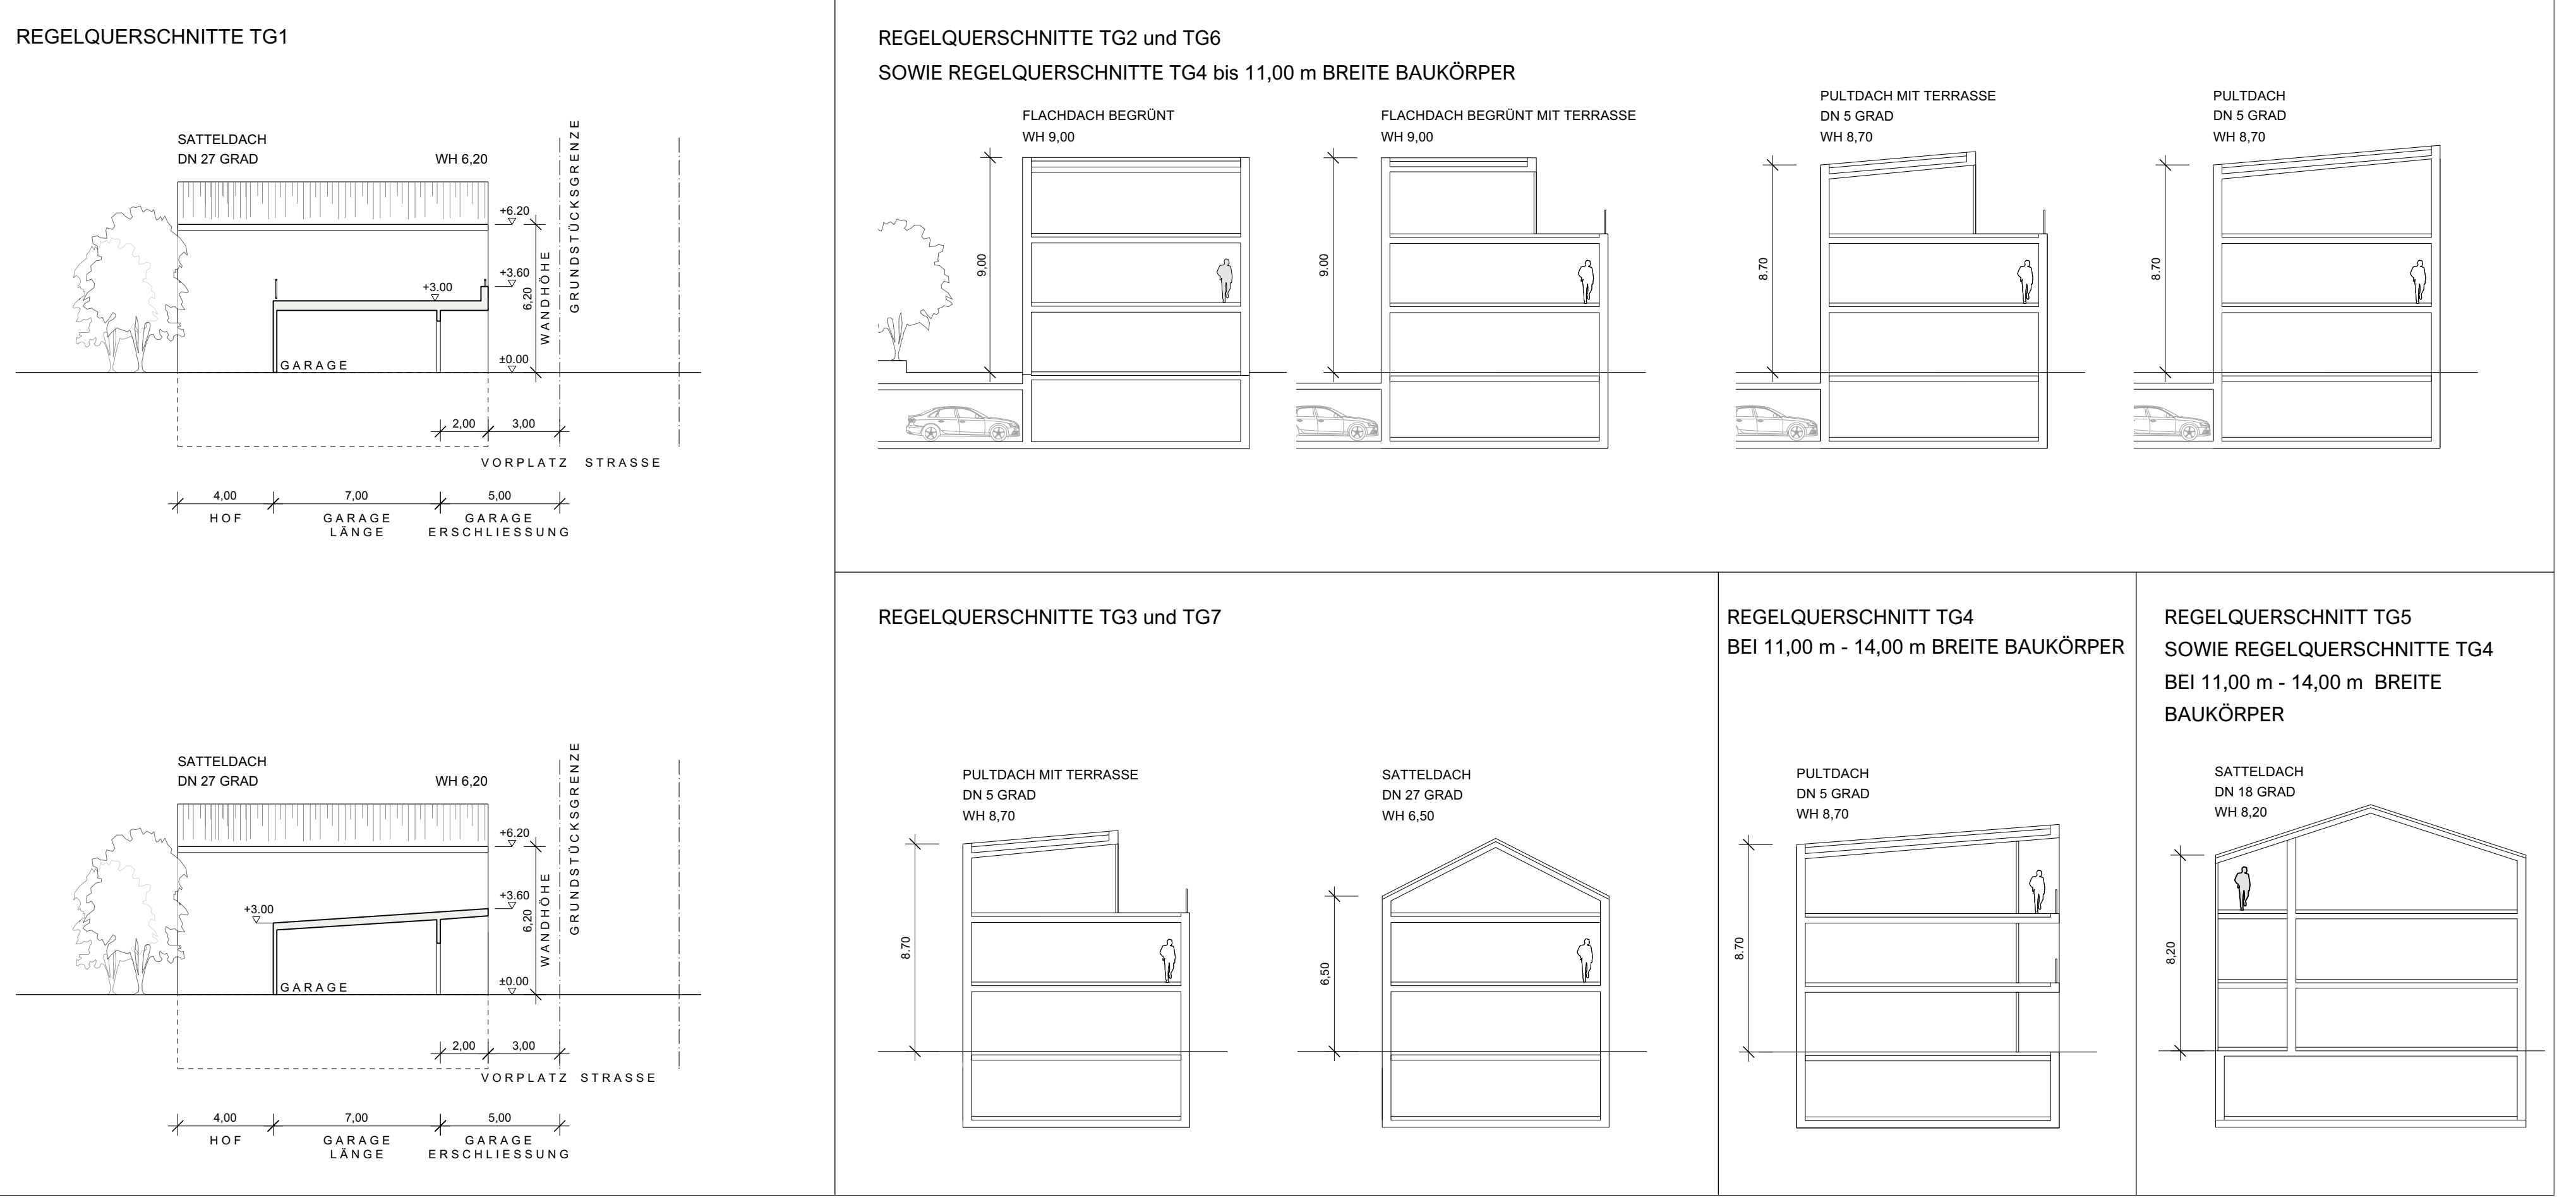 REGELQUERSCHNITTE TG1
SATTELDACH
DN 27 GRAD
WH 6,20
+6.20
+3.60
+3.00
6,20
WANDHÖHE
GRUNDSTÜCKSGRENZE
±0.00
GARAGE
2,00
3,00
VORPLATZ STRASSE
4,00
7,00
5,00
HOF
GARAGE
LÄNGE
GARAGE
ERSCHLIESSUNG
SATTELDACH
DN 27 GRAD
WH 6,20
+6.20
+3.60
+3.00
6,20
WANDHÖHE
GRUNDSTÜCKSGRENZE
±0.00
GARAGE
2,00
3,00
VORPLATZ STRASSE
4,00
7,00
5,00
HOF
GARAGE
LÄNGE
GARAGE
ERSCHLIESSUNG
REGELQUERSCHNITTE TG2 und TG6
SOWIE REGELQUERSCHNITTE TG4 bis 11,00 m BREITE BAUKÖRPER
FLACHDACH BEGRÜNT
WH 9,00
9,00
FLACHDACH BEGRÜNT MIT TERRASSE
WH 9,00
9.00
PULTDACH MIT TERRASSE
DN 5 GRAD
WH 8,70
8.70
PULTDACH
DN 5 GRAD
WH 8,70
8.70
REGELQUERSCHNITTE TG3 und TG7
PULTDACH MIT TERRASSE
DN 5 GRAD
WH 8,70
8.70
SATTELDACH
DN 27 GRAD
WH 6,50
6,50
REGELQUERSCHNITT TG4
BEI 11,00 m - 14,00 m BREITE BAUKÖRPER
PULTDACH
DN 5 GRAD
WH 8,70
8.70
REGELQUERSCHNITT TG5
SOWIE REGELQUERSCHNITTE TG4
BEI 11,00 m - 14,00 m BREITE
BAUKÖRPER
SATTELDACH
DN 18 GRAD
WH 8,20
8,20